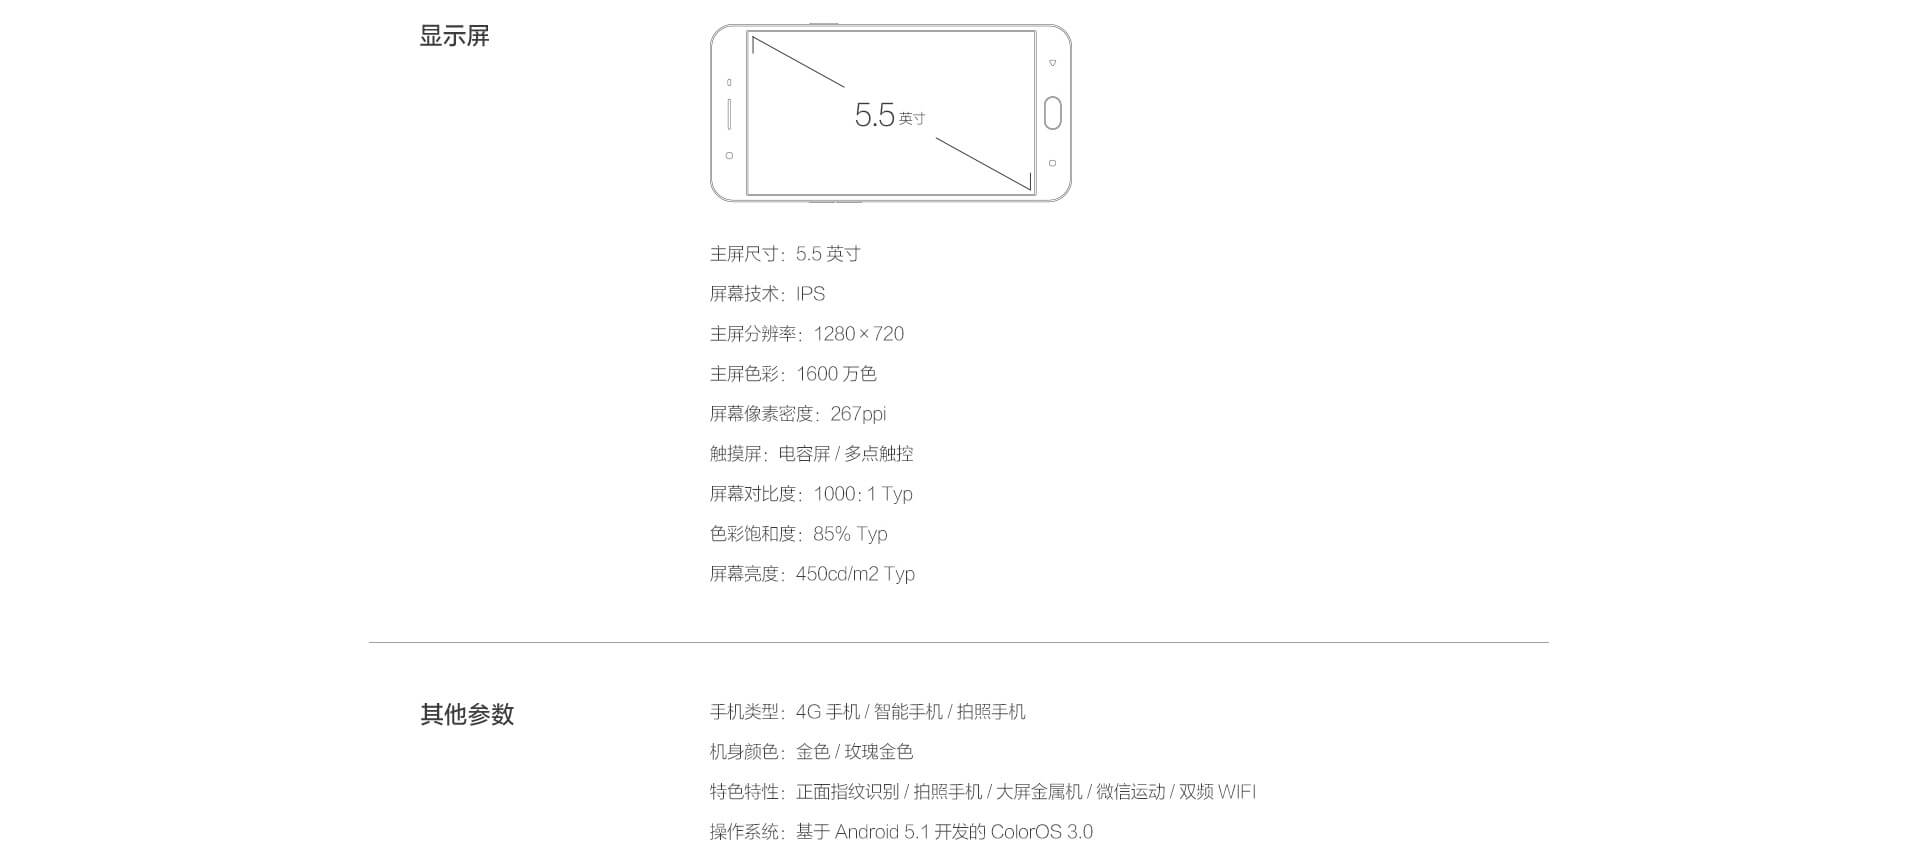 显示屏
5.5 英寸
主屏尺寸：5.5 英寸
屏幕技术：IPS
主屏分辨率：1280 × 720
主屏色彩：1600 万色
屏幕像素密度：267ppi
触摸屏：电容屏 / 多点触控
屏幕对比度：1000 : 1 Typ
色彩饱和度：85% Typ
屏幕亮度：450cd/m2 Typ
其他参数
手机类型：4G 手机 / 智能手机 / 拍照手机
机身颜色：金色 / 玫瑰金色
特色特性：正面指纹识别 / 拍照手机 / 大屏金属机 / 微信运动 / 双频 WIFI
操作系统：基于 Android 5.1 开发的 ColorOS 3.0